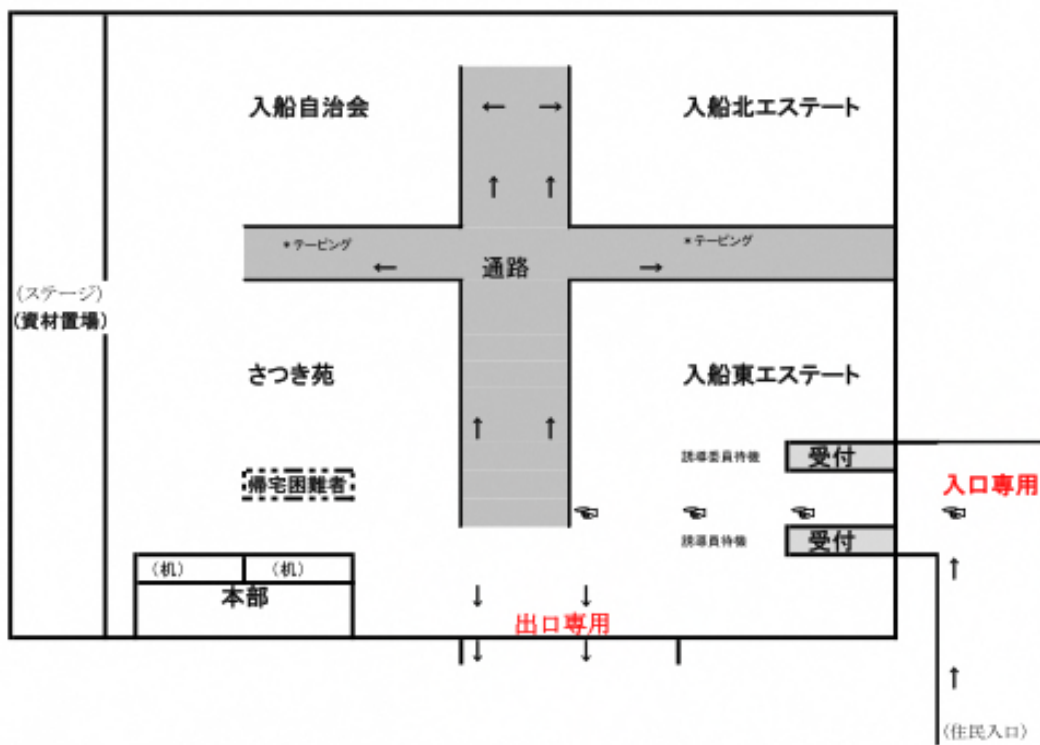 入船自治会
入船北エステート
*テーピング
*テーピング
通路
(ステージ)
(資材置場)
さつき苑
入船東エステート
誘導委員待機
受付
帰宅困難者
入口専用
誘導員待機
受付
(机)
(机)
本部
出口専用
(住民入口)